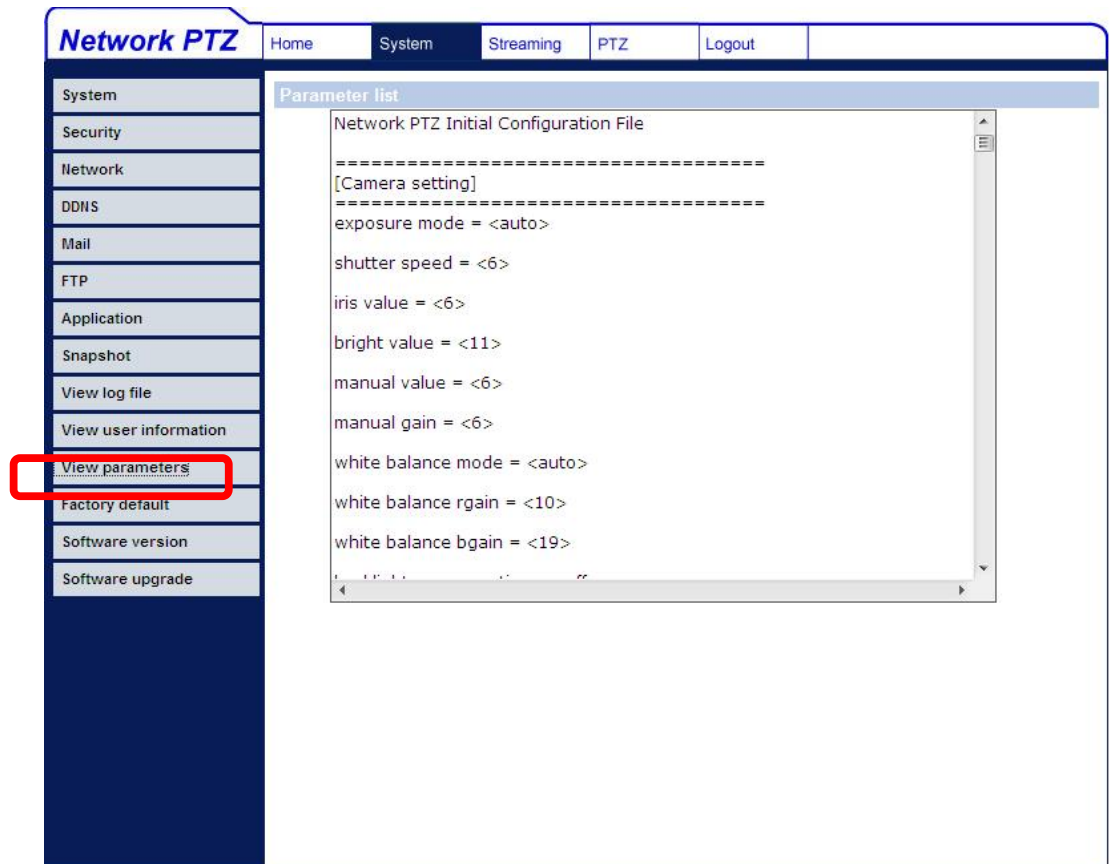 Network PTZ
Home System Streaming PTZ Logout
System
Security
Network
DDNS
Mail
FTP
Application
Snapshot
View log file
View user information
View parameters
Factory default
Software version
Software upgrade
Parameter list
Network PTZ Initial Configuration File
====================================
[Camera setting]
====================================
exposure mode = <auto>
shutter speed = <6>
iris value = <6>
bright value = <11>
manual value = <6>
manual gain = <6>
white balance mode = <auto>
white balance rgain = <10>
white balance bgain = <19>